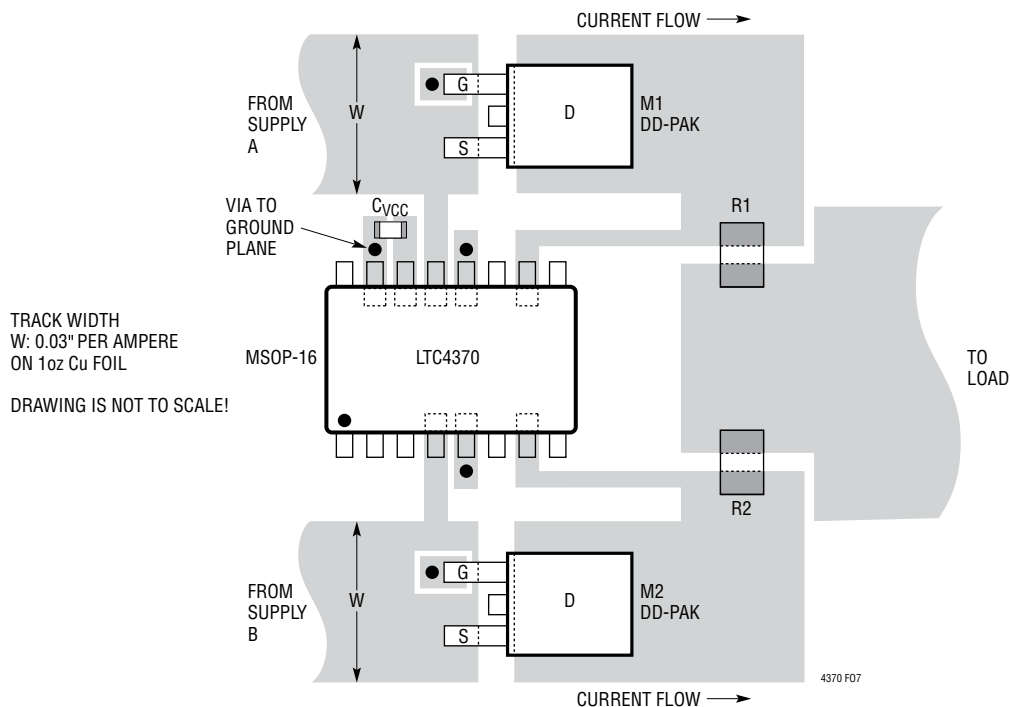 CURRENT FLOW
FROM
SUPPLY
A
W
G
S
D
M1
DD-PAK
VIA TO
GROUND
PLANE
CVCC
R1
TRACK WIDTH
W: 0.03" PER AMPERE
ON 1oz Cu FOIL
DRAWING IS NOT TO SCALE!
MSOP-16
LTC4370
TO
LOAD
R2
FROM
SUPPLY
B
W
G
S
D
M2
DD-PAK
4370 F07
CURRENT FLOW